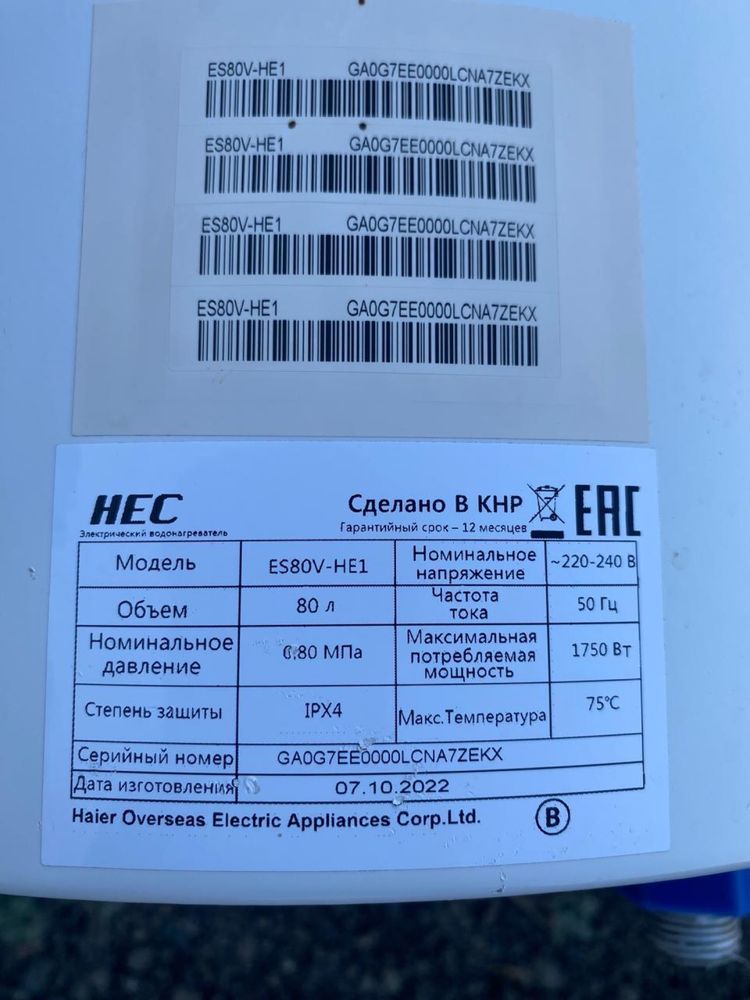 ES80V-HE1 GA0G7EE0000LCNA7ZEKX
ES80V-HE1 GA0G7EE0000LCNA7ZEKX
ES80V-HE1 GA0G7EE0000LCNA7ZEKX
ES80V-HE1 GA0G7EE0000LCNA7ZEKX
HEC Сделано В КНР EAC
Электрический водонагреватель Гарантийный срок – 12 месяцев
Модель ES80V-HE1 Номинальное напряжение ~220-240 В
Объем 80 л Частота тока 50 Гц
Номинальное давление 0,80 МПа Максимальная потребляемая мощность 1750 Вт
Степень защиты IPX4 Макс.Температура 75℃
Серийный номер GA0G7EE0000LCNA7ZEKX
Дата изготовления 07.10.2022
Haier Overseas Electric Appliances Corp.Ltd. B